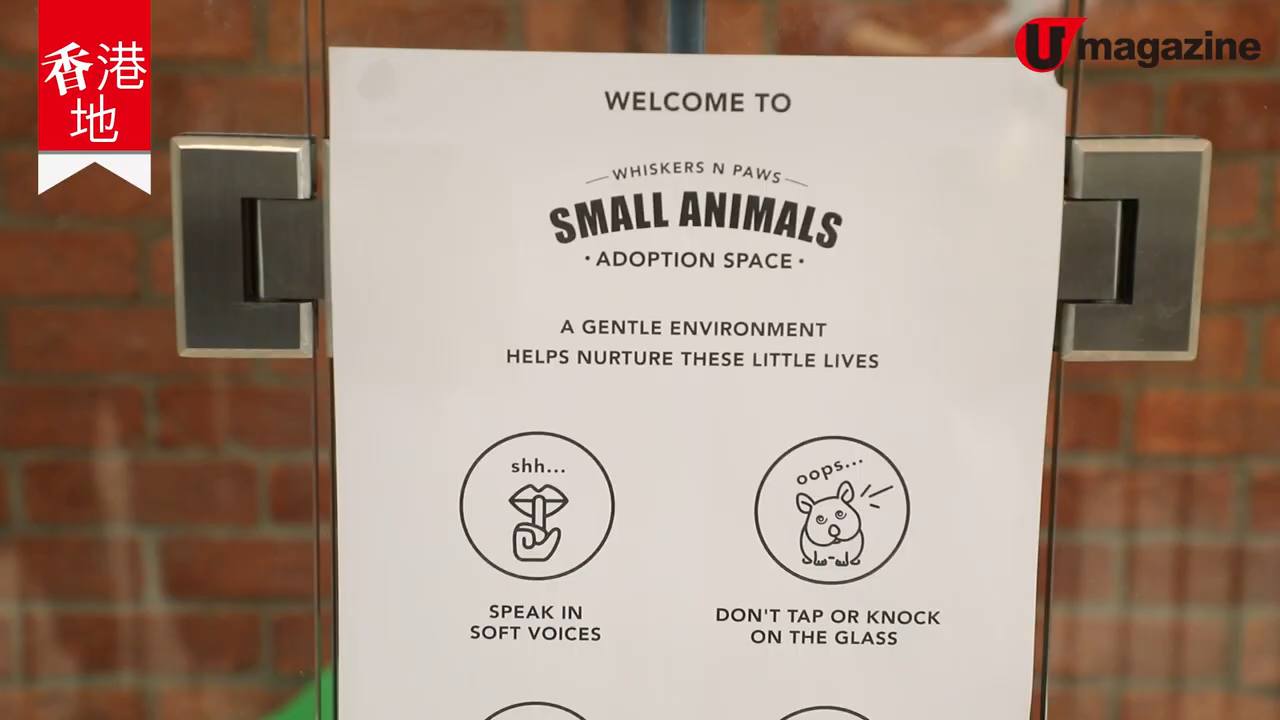 香港
地
U magazine
WELCOME TO
WHISKERS N PAWS
SMALL ANIMALS
• ADOPTION SPACE •
A GENTLE ENVIRONMENT
HELPS NURTURE THESE LITTLE LIVES
shh...
oops...
SPEAK IN
SOFT VOICES
DON'T TAP OR KNOCK
ON THE GLASS